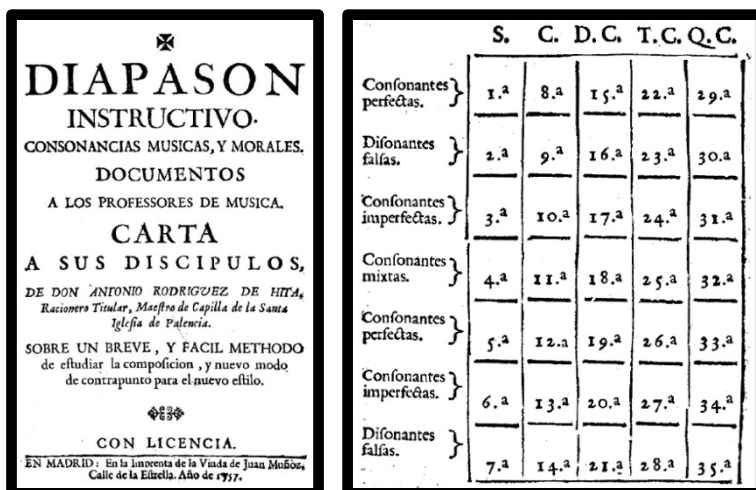 DIAPASON
INSTRUCTIVO.
CONSONANCIAS MUSICAS, Y MORALES.
DOCUMENTOS
A LOS PROFESSORES DE MUSICA.
CARTA
A SUS DISCIPULOS,
DE DON ANTONIO RODRIGVEZ DE HITA,
Racionero Titular, Maeſtro de Capilla de la Santa
Igleſia de Palencia.
SOBRE UN BREVE, Y FACIL METHODO
de eſtudiar la compoſicion, y nuevo modo
de contrapunto para el nuevo eſtilo.
CON LICENCIA.
EN MADRID: En la Imprenta de la Viuda de Juan Muñoz,
Calle de la Eſtrella. Año de 1757.
S. C. D. C. T. C. Q. C.
Conſonantes
perfectas. } 1.ª 8.ª 15.ª 22.ª 29.ª
Diſonantes
falſas. } 2.ª 9.ª 16.ª 23.ª 30.ª
Conſonantes
imperfectas. } 3.ª 10.ª 17.ª 24.ª 31.ª
Conſonantes
mixtas. } 4.ª 11.ª 18.ª 25.ª 32.ª
Conſonantes
perfectas. } 5.ª 12.ª 19.ª 26.ª 33.ª
Conſonantes
imperfectas. } 6.ª 13.ª 20.ª 27.ª 34.ª
Diſonantes
falſas. } 7.ª 14.ª 21.ª 28.ª 35.ª